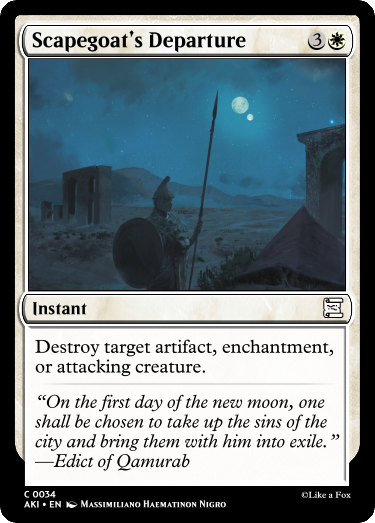 Scapegoat's Departure 3
Instant
Destroy target artifact, enchantment,
or attacking creature.
“On the first day of the new moon, one
shall be chosen to take up the sins of the
city and bring them with him into exile.”
—Edict of Qamurab
C 0034
AKI • EN Massimiliano Haematinon Nigro
©Like a Fox